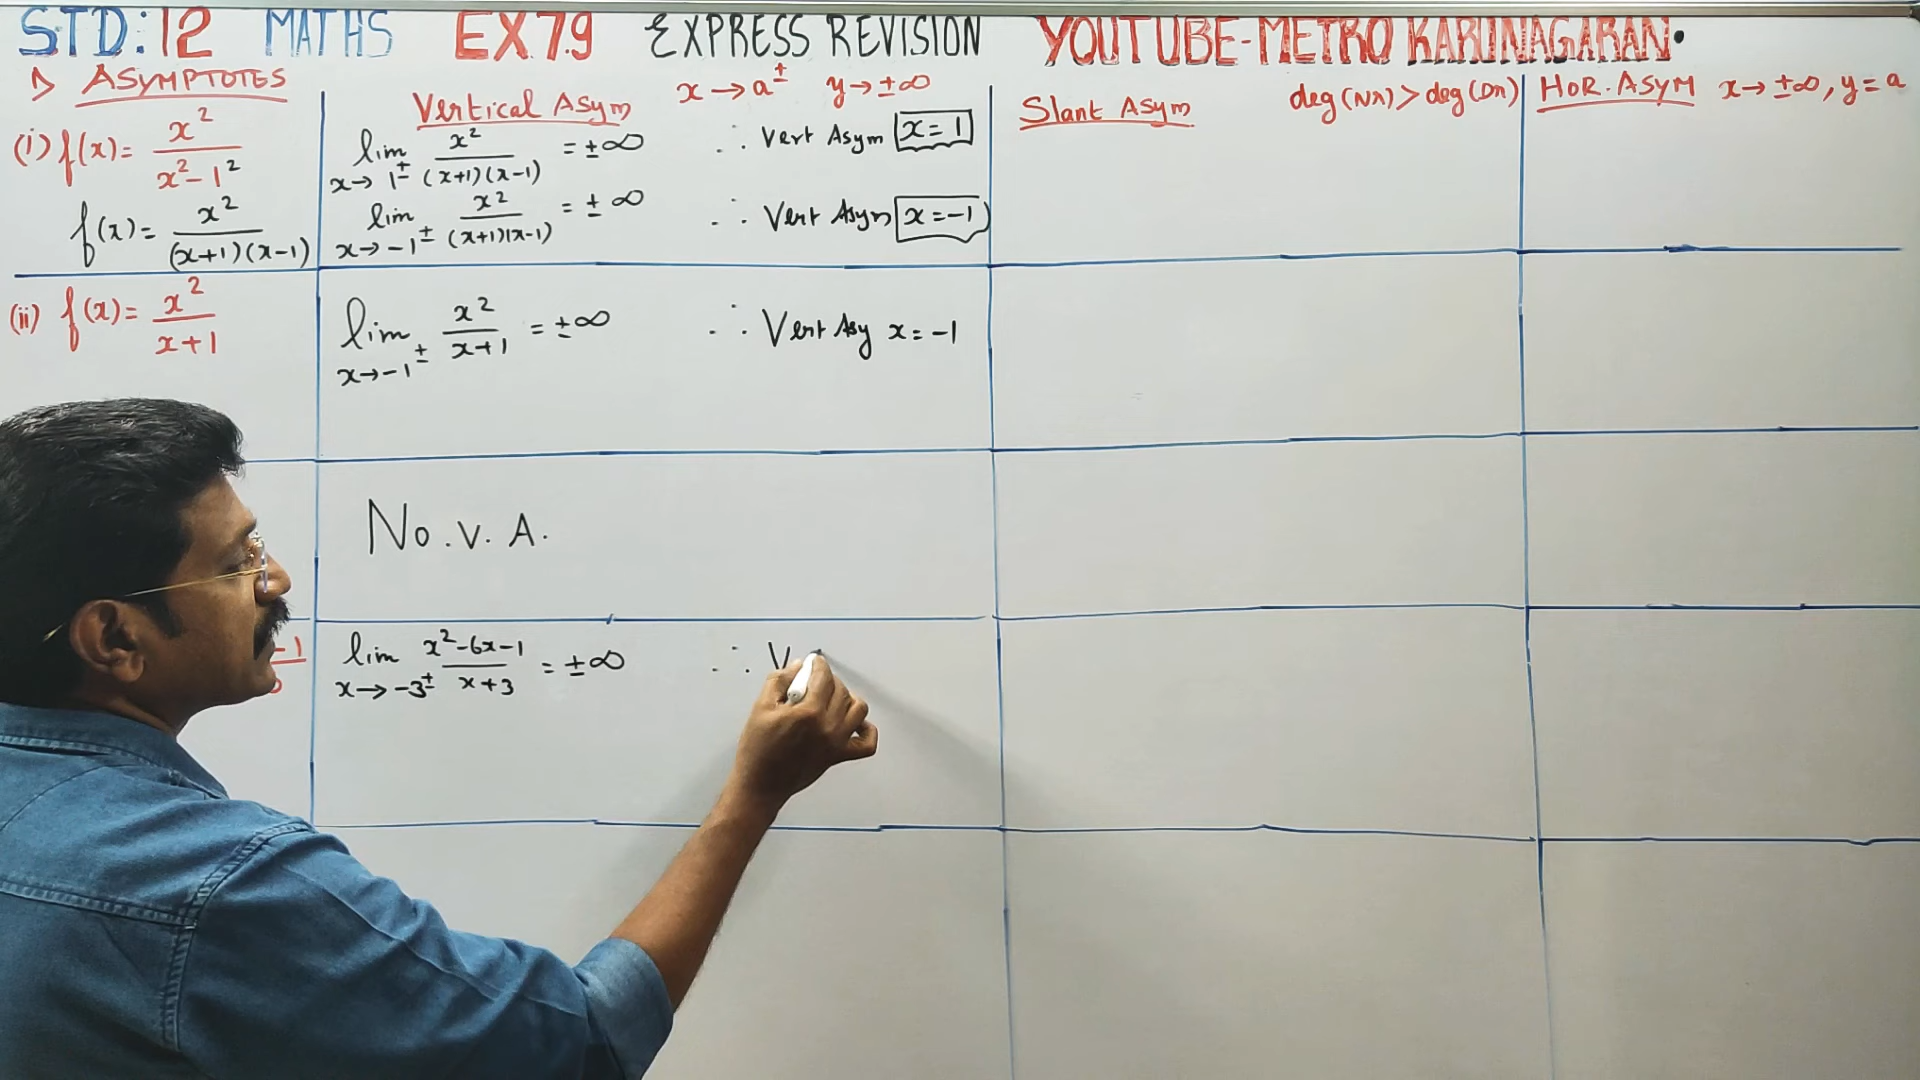 STD:12 MATHS EX7.9 EXPRESS REVISION YOUTUBE-METRO KARUNAGARAN.
1) ASYMPTOTES
(i) f(x) = x²/(x² - 1²)
f(x) = x²/((x+1)(x-1))
(ii) f(x) = x²/(x+1)
-1
Vertical Asym x → a± y → ±∞
lim x → 1± x²/((x+1)(x-1)) = ±∞ ∴ Vert Asym x = 1
lim x → -1± x²/((x+1)(x-1)) = ±∞ ∴ Vert Asym x = -1
lim x → -1± x²/(x+1) = ±∞ ∴ Vert Asy x = -1
No. V. A.
lim x → -3± (x²-6x-1)/(x+3) = ±∞ ∴ V
Slant Asym deg(Nr) > deg(Dr)
HOR. ASYM x → ±∞, y = a